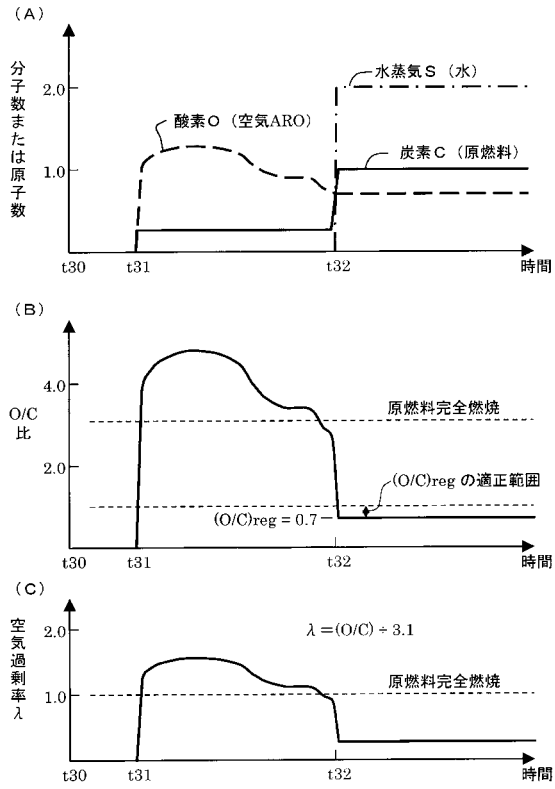 (A)
分子数または原子数
2.0
1.0
水蒸気S（水）
酸素O（空気ARO）
炭素C（原燃料）
t30
t31
t32
時間
(B)
O/C
比
4.0
2.0
原燃料完全燃焼
(O/C)reg の適正範囲
(O/C)reg = 0.7
t30
t31
t32
時間
(C)
空気過剰率λ
2.0
1.0
λ＝(O/C) ÷ 3.1
原燃料完全燃焼
t30
t31
t32
時間